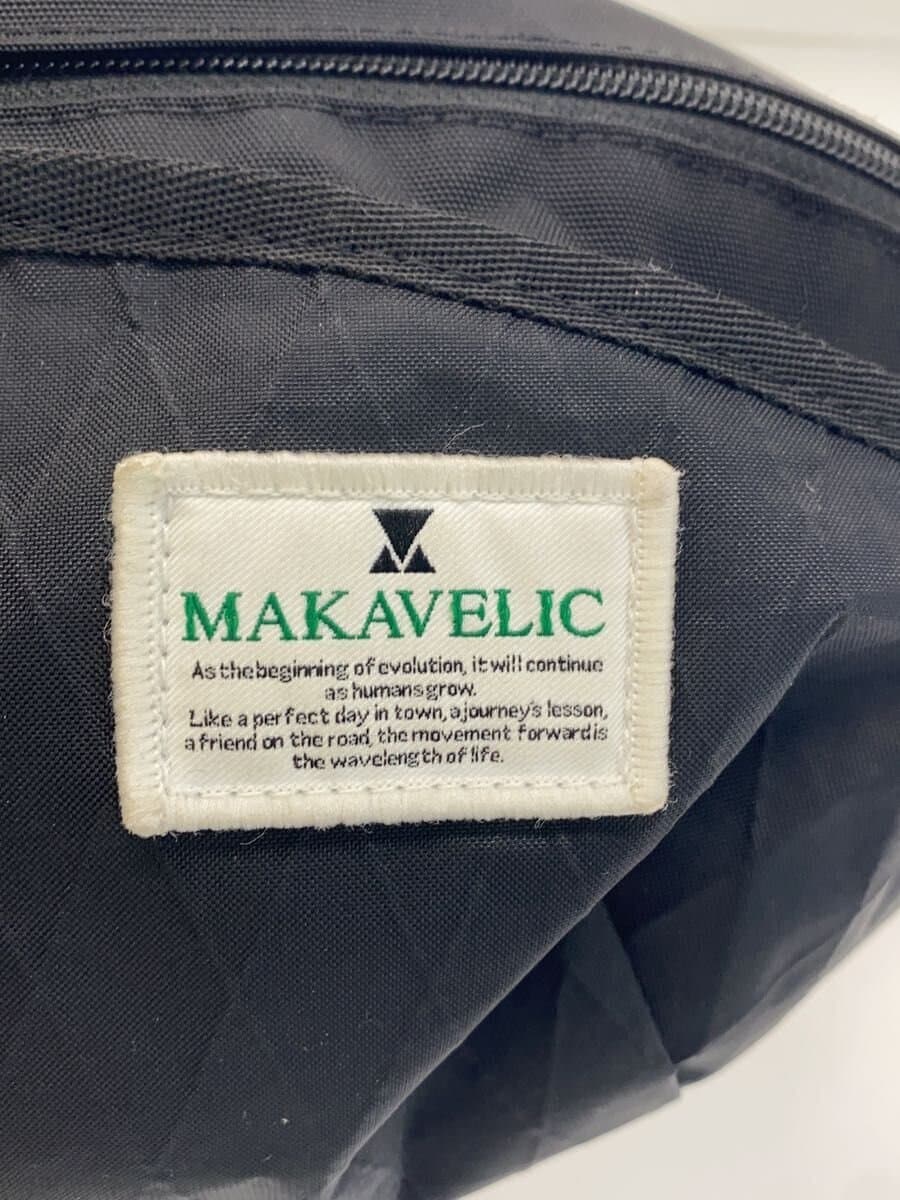 MAKAVELIC
As the beginning of evolution, it will continue
as humans grow.
Like a perfect day in town, a journey's lesson,
a friend on the road, the movement forward is
the wavelength of life.